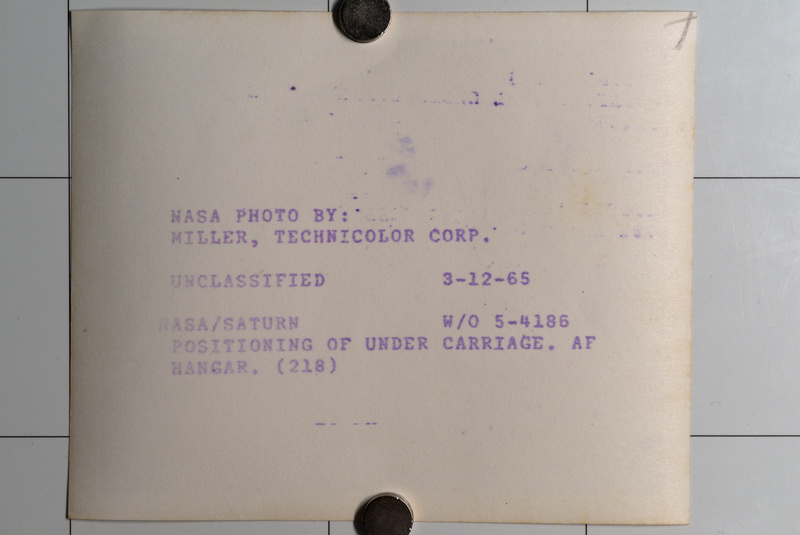 NASA PHOTO BY:
MILLER, TECHNICOLOR CORP.
UNCLASSIFIED 3-12-65
NASA/SATURN W/O 5-4186
POSITIONING OF UNDER CARRIAGE. AF
HANGAR. (218)